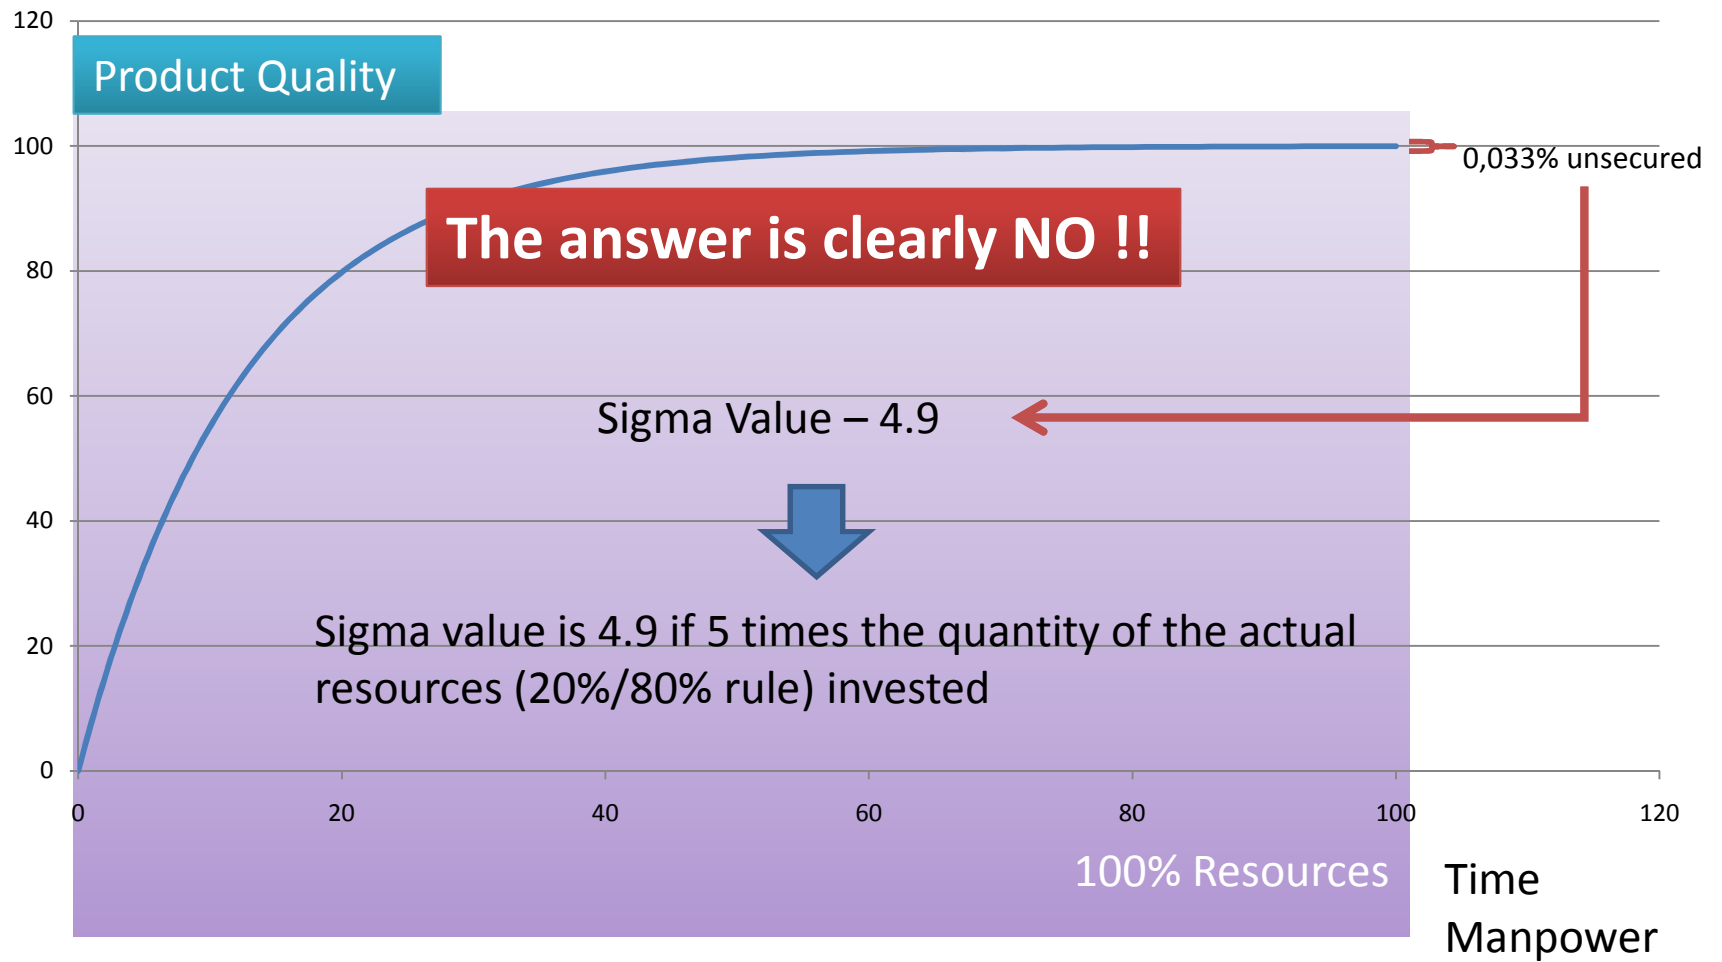 120
Product Quality
100
0,033% unsecured
The answer is clearly NO !!
80
60
Sigma Value – 4.9
40
Sigma value is 4.9 if 5 times the quantity of the actual
20
resources (20%/80% rule) invested
0
0 20 40 60 80 100 120
100% Resources
Time
Manpower